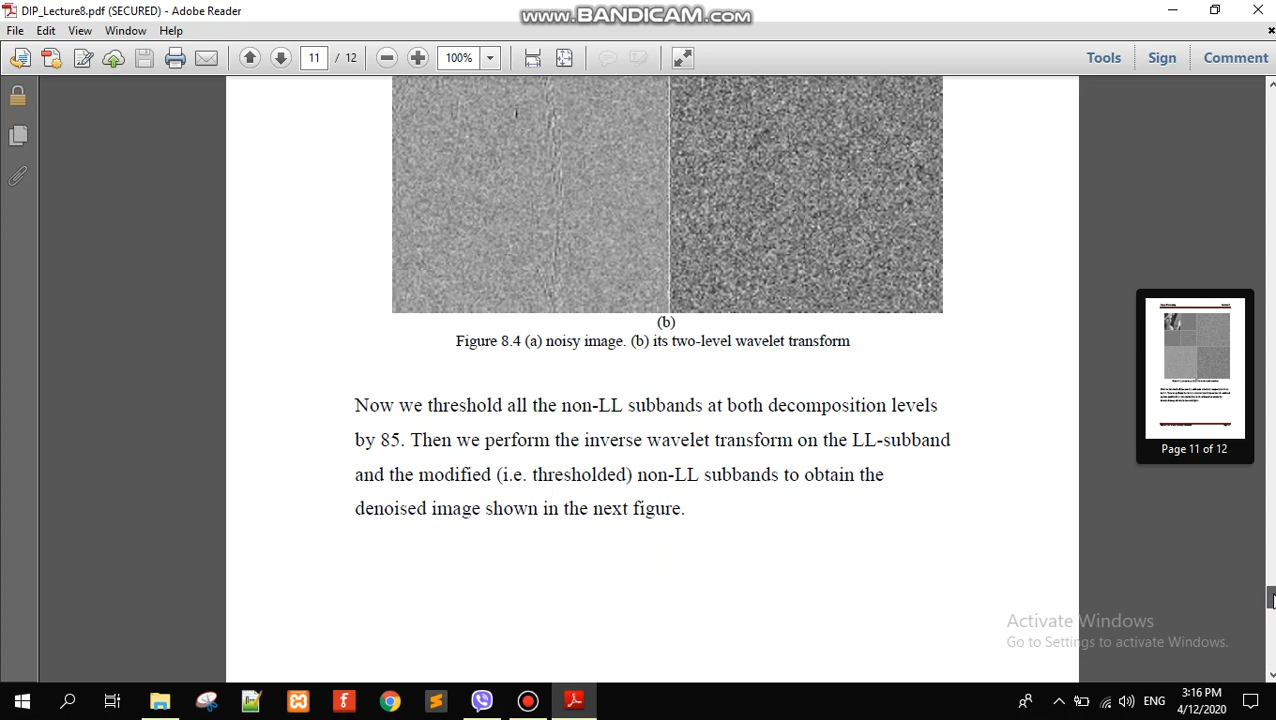 DIP_Lecture8.pdf (SECURED) - Adobe Reader
www.BANDICAM.com
File Edit View Window Help
11 / 12 100% Tools Sign Comment
(b)
Figure 8.4 (a) noisy image. (b) its two-level wavelet transform
Now we threshold all the non-LL subbands at both decomposition levels
by 85. Then we perform the inverse wavelet transform on the LL-subband
and the modified (i.e. thresholded) non-LL subbands to obtain the
denoised image shown in the next figure.
Page 11 of 12
Activate Windows
Go to Settings to activate Windows.
ENG
3:16 PM
4/12/2020